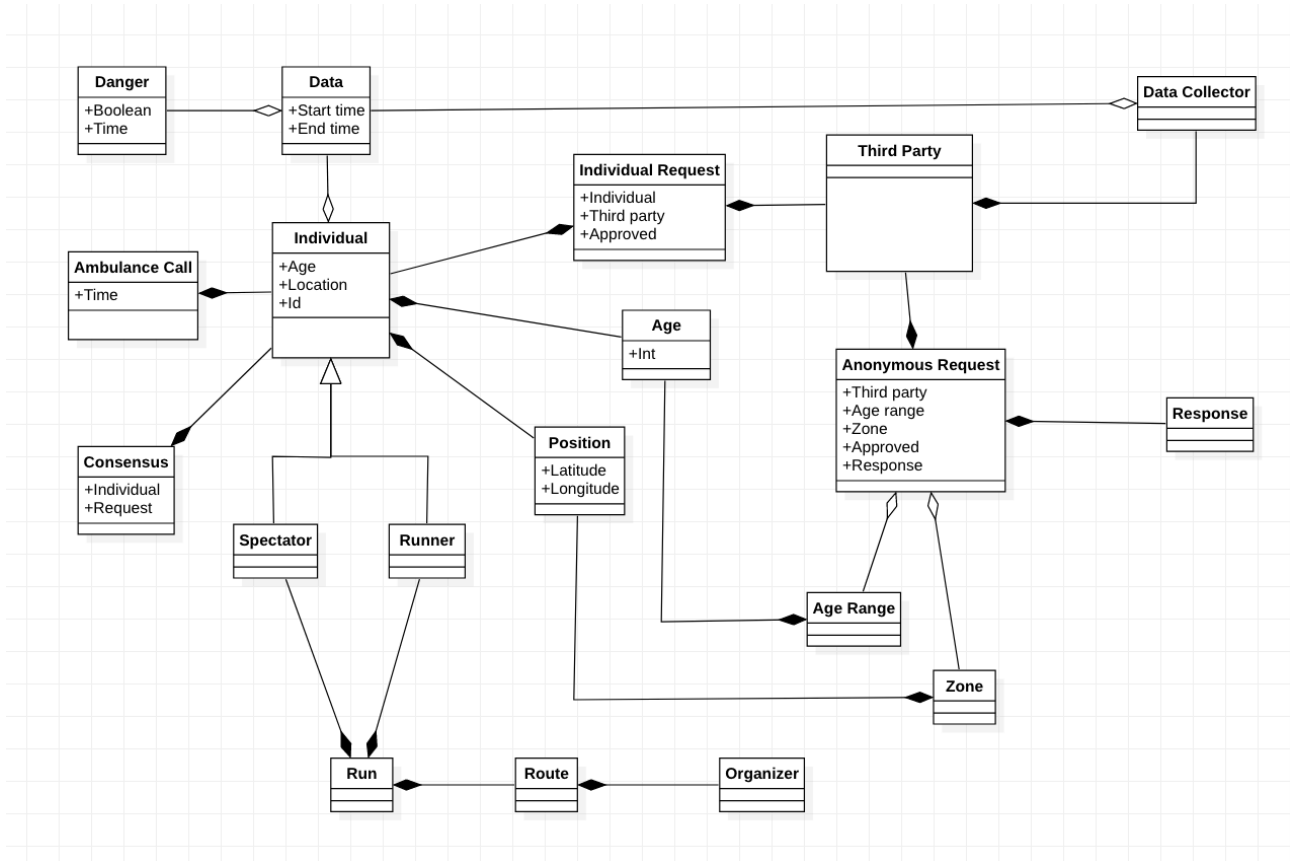 Danger
+Boolean
+Time
Data
+Start time
+End time
Data Collector
Third Party
Individual Request
+Individual
+Third party
+Approved
Individual
+Age
+Location
+Id
Ambulance Call
+Time
Age
+Int
Anonymous Request
+Third party
+Age range
+Zone
+Approved
+Response
Response
Consensus
+Individual
+Request
Position
+Latitude
+Longitude
Spectator
Runner
Age Range
Zone
Run
Route
Organizer